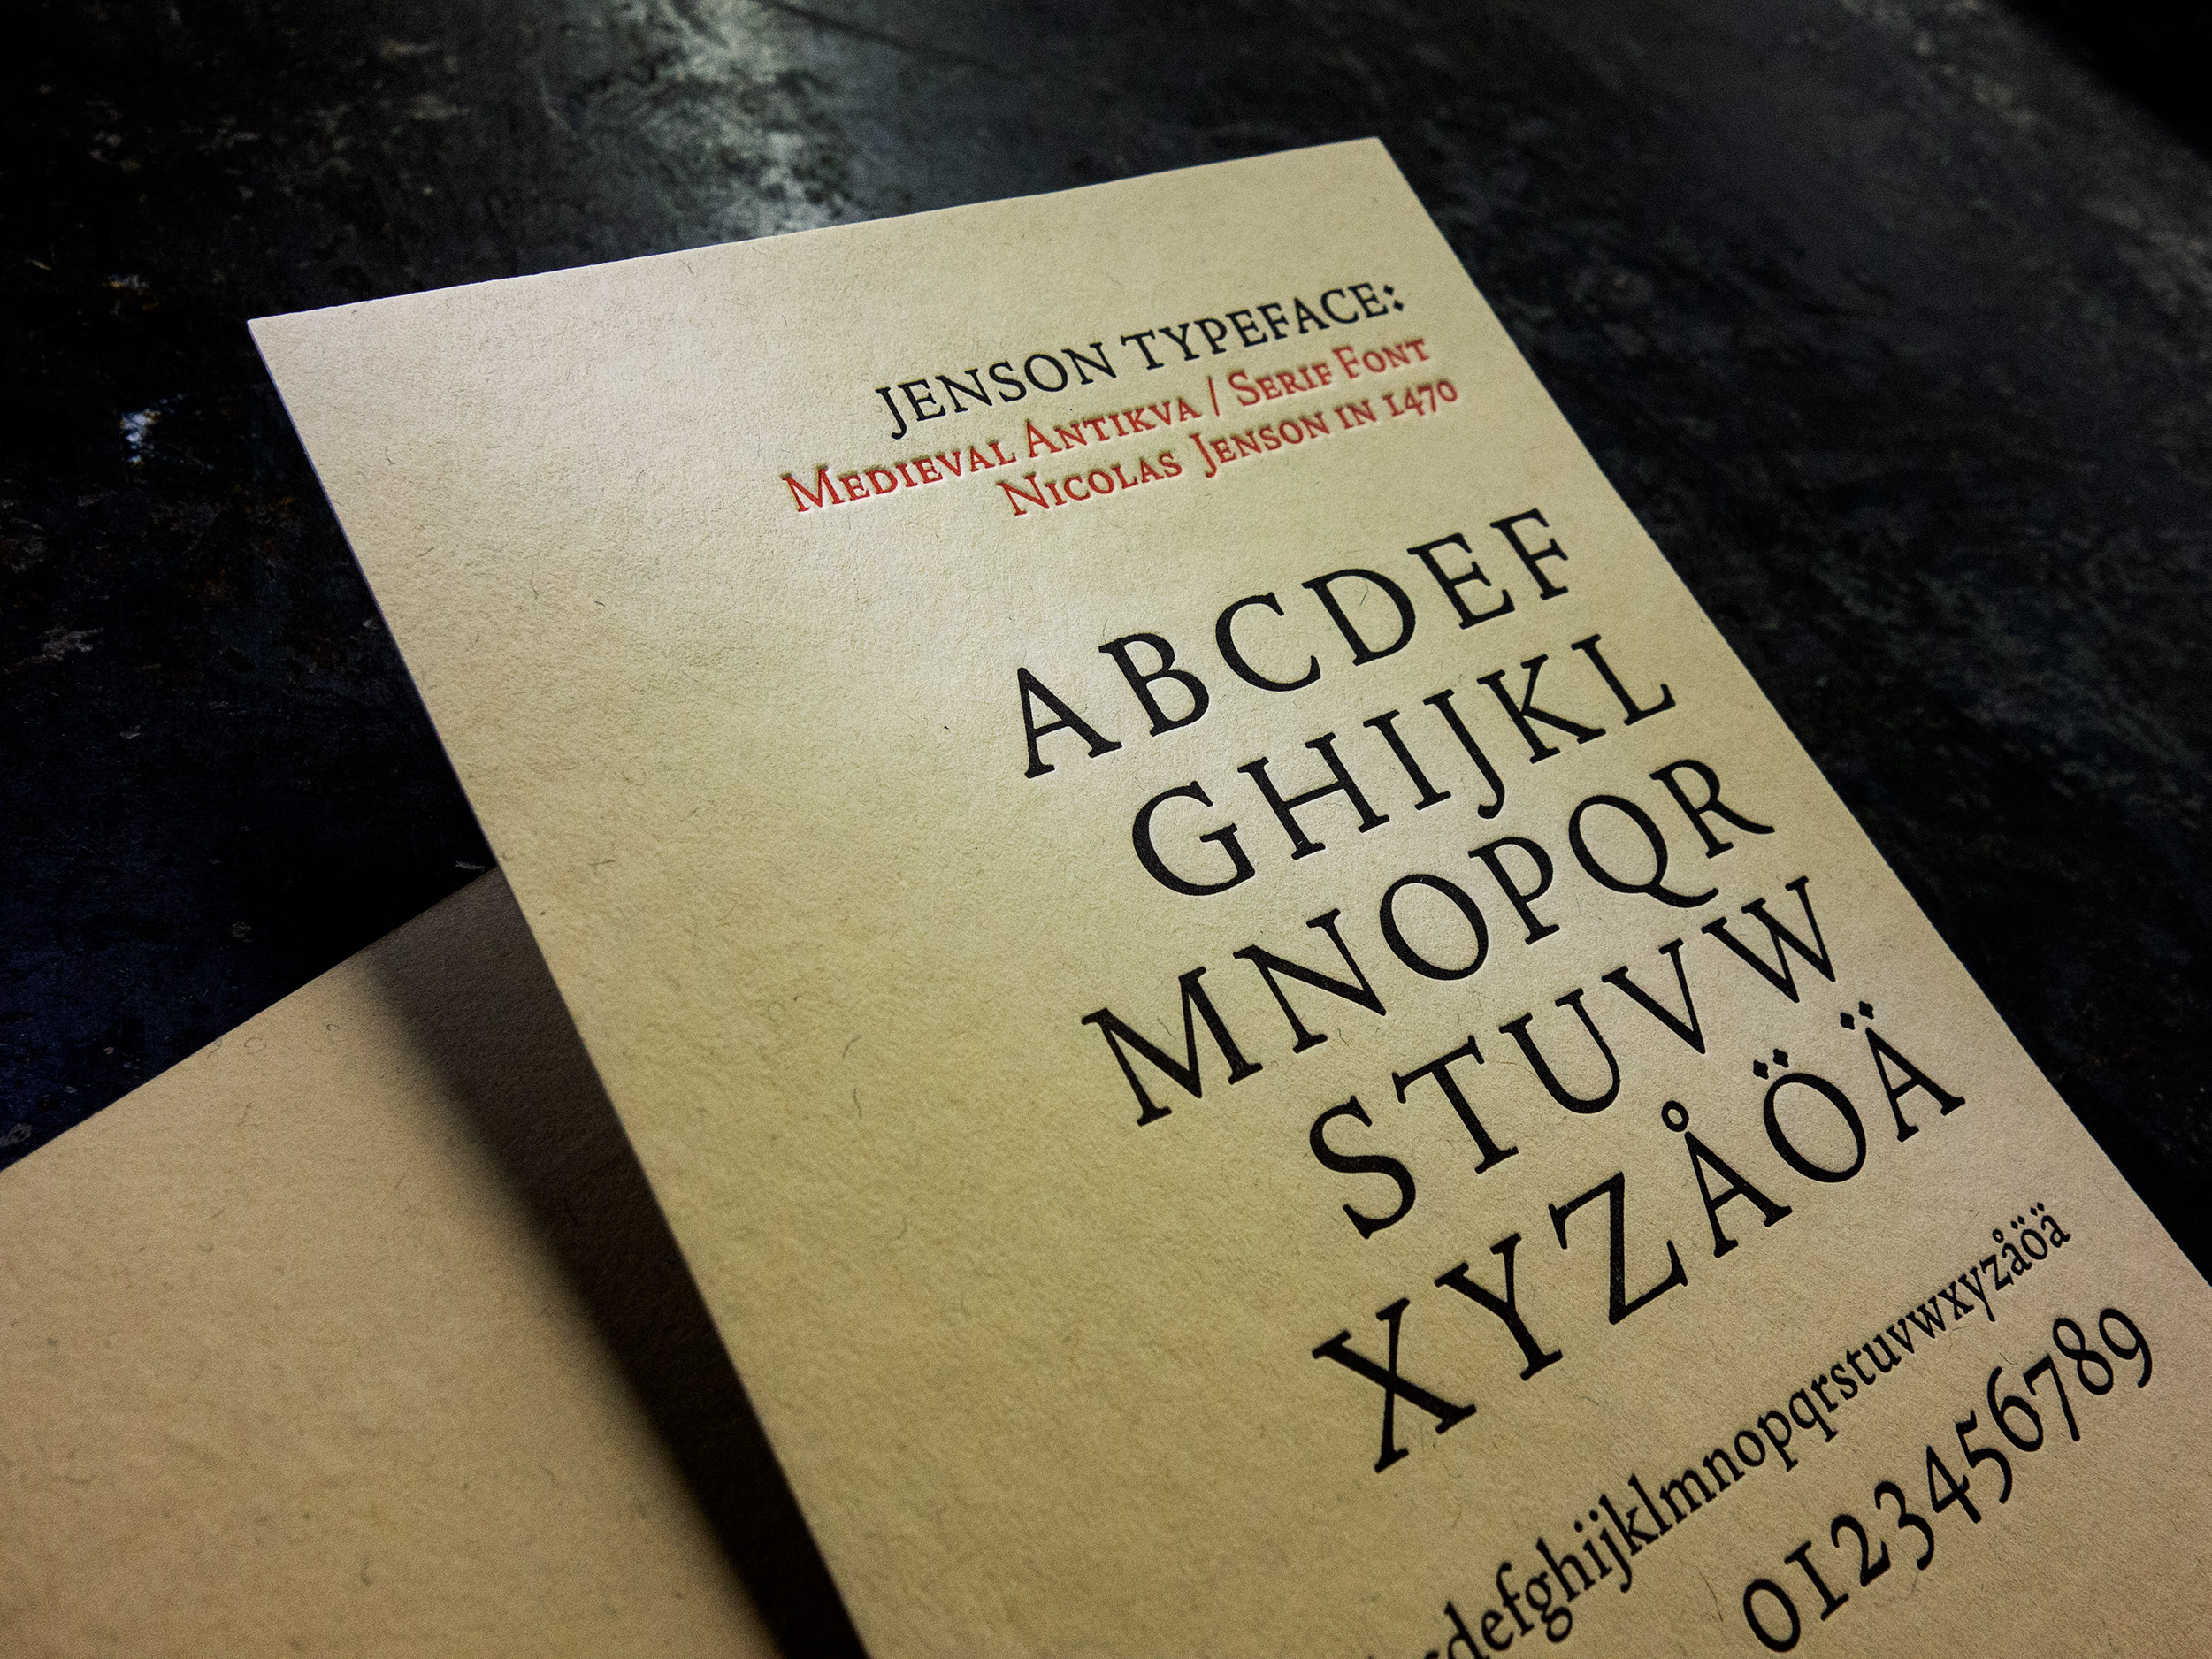 JENSON TYPEFACE:
MEDIEVAL ANTIKVA / SERIF FONT
NICOLAS JENSON IN 1470
ABCDEF
GHIJKL
MNOPQR
STUVW
XYZÅÖÄ
defghijklmnopqrstuvwxyzåöä
0123456789